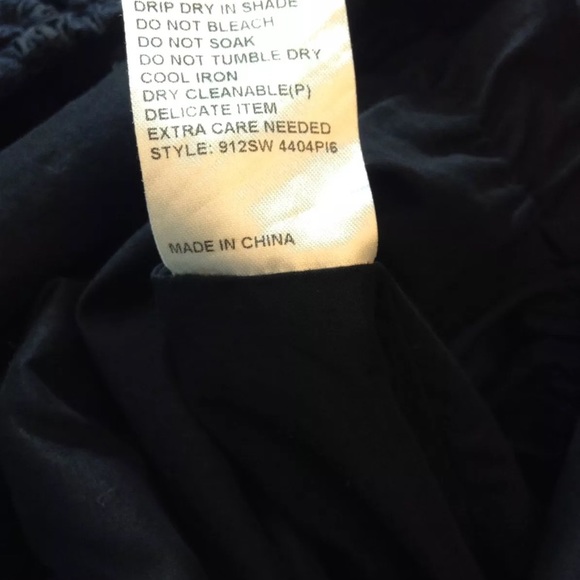 DRIP DRY IN SHADE
DO NOT BLEACH
DO NOT SOAK
DO NOT TUMBLE DRY
COOL IRON
DRY CLEANABLE(P)
DELICATE ITEM
EXTRA CARE NEEDED
STYLE: 912SW 4404PI6
MADE IN CHINA